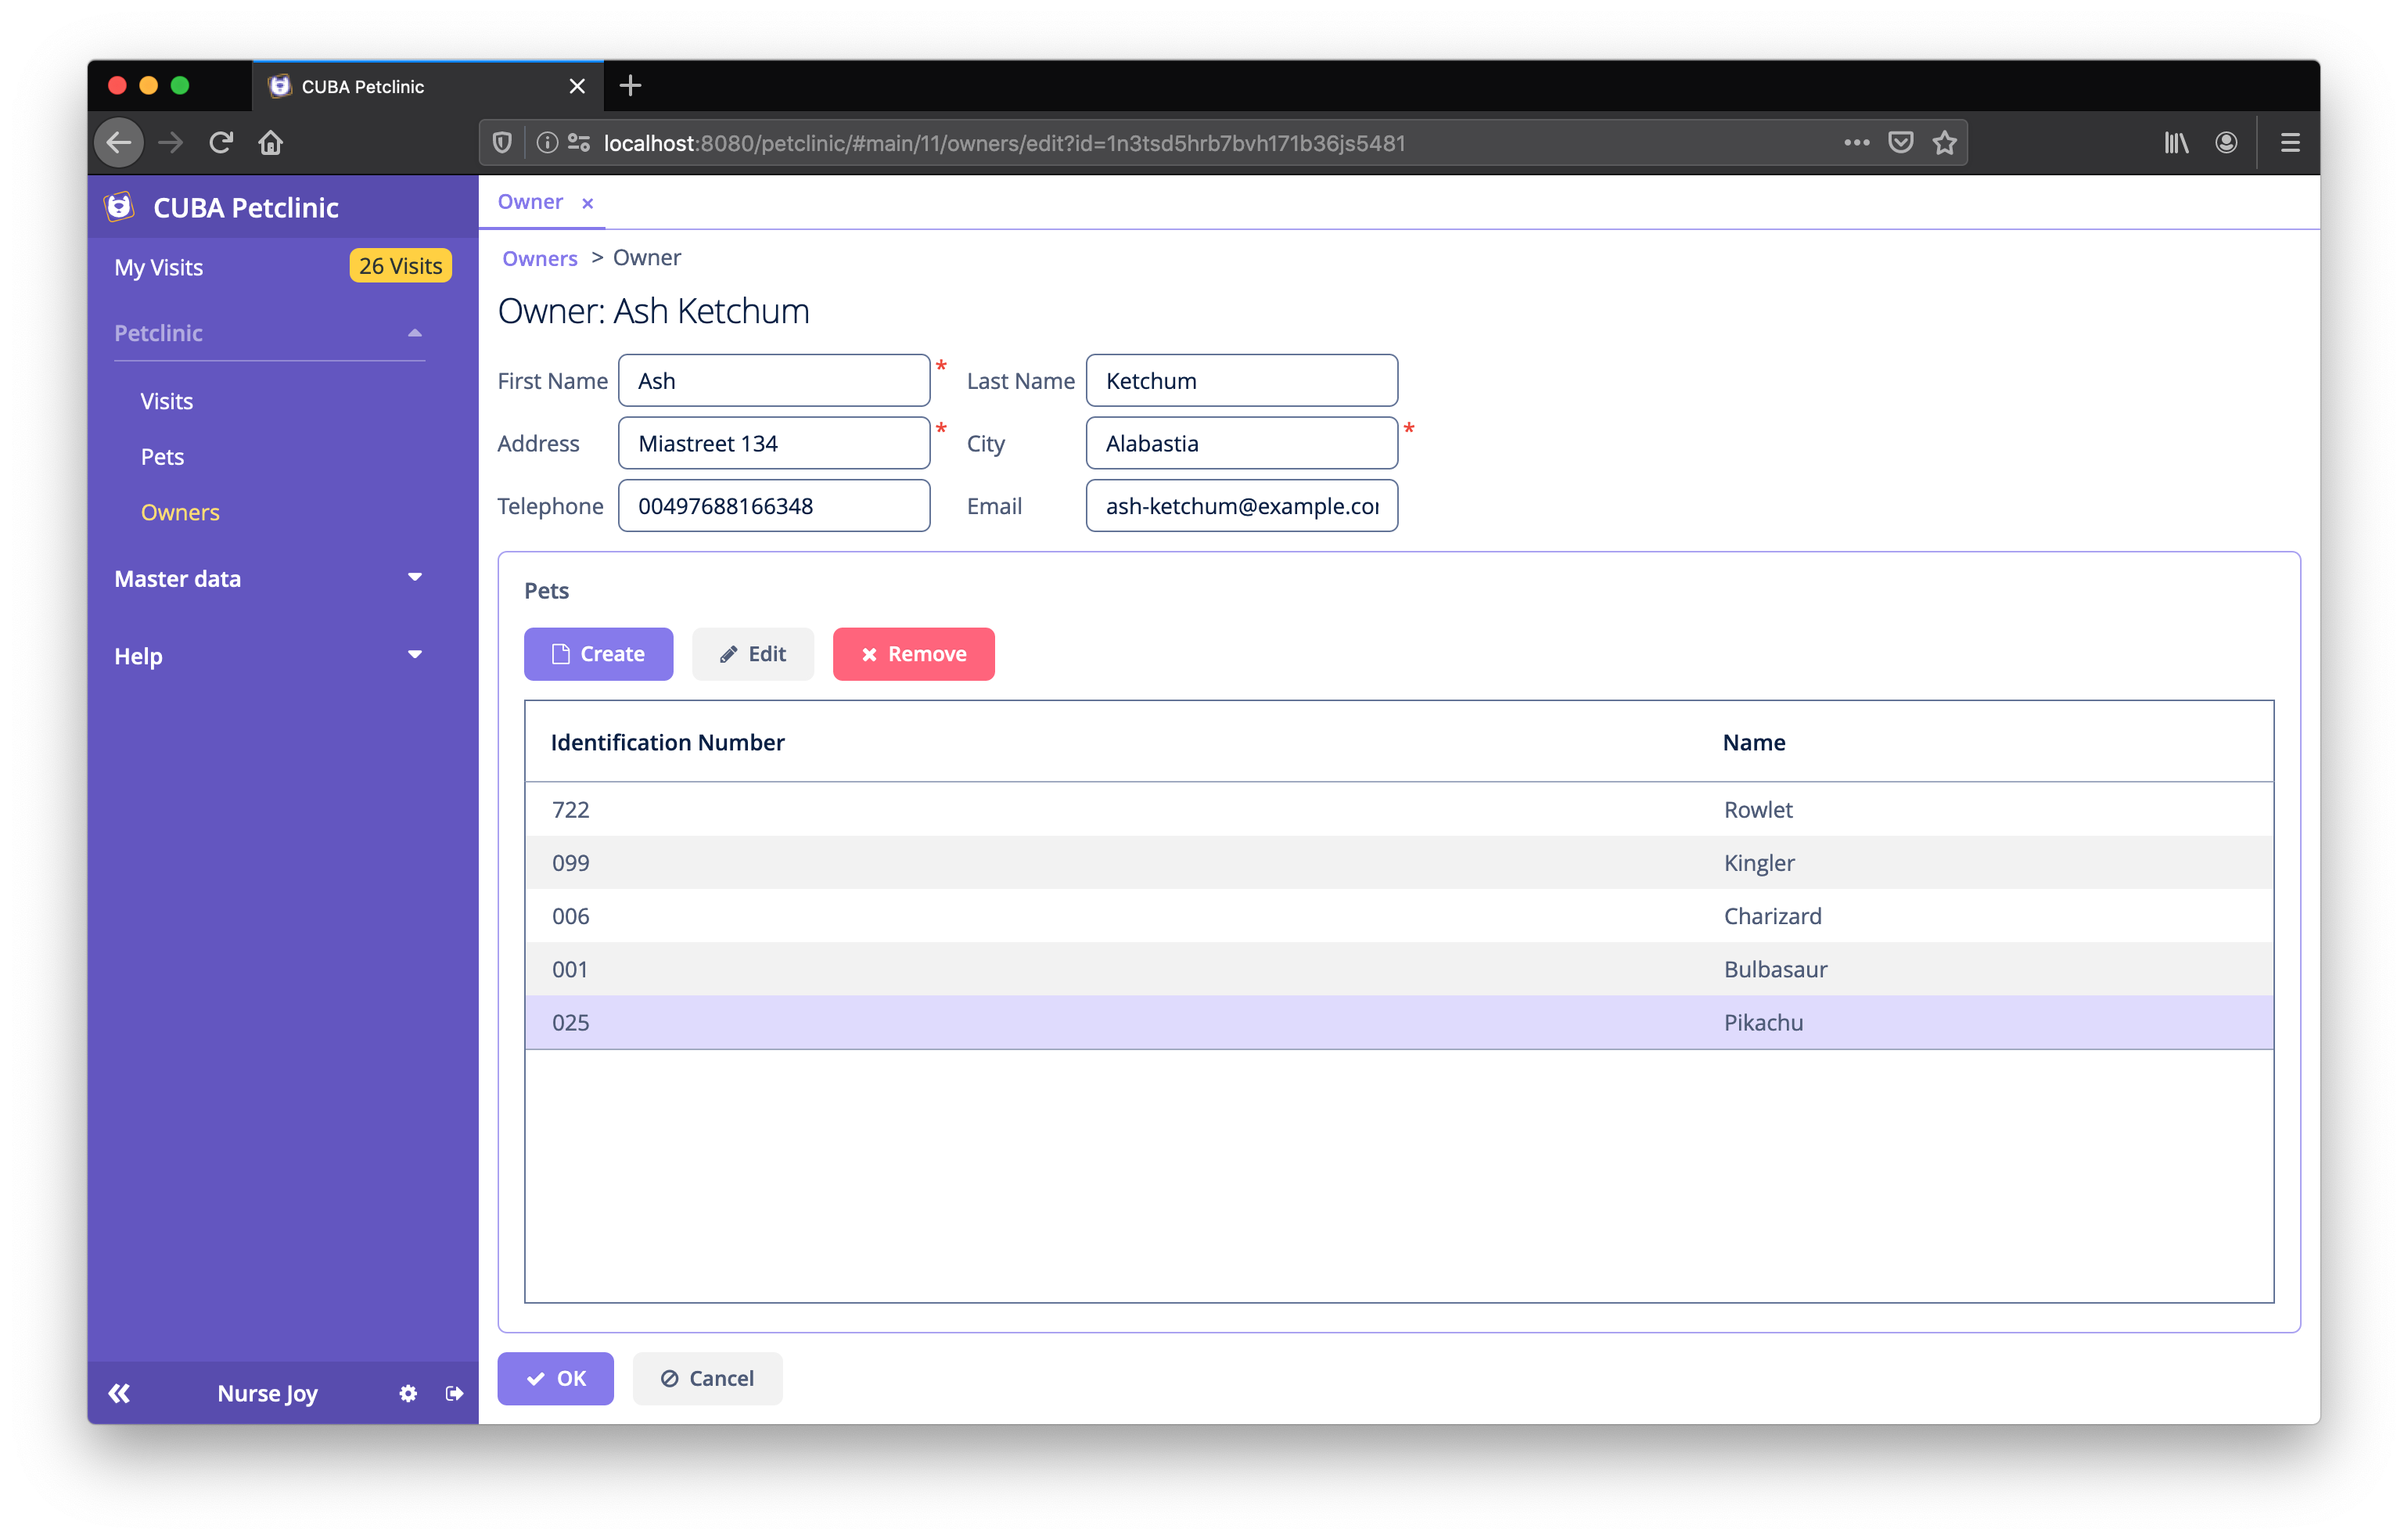 CUBA Petclinic
localhost:8080/petclinic/#main/11/owners/edit?id=1n3tsd5hrb7bvh171b36js5481
CUBA Petclinic
My Visits 26 Visits
Petclinic
Visits
Pets
Owners
Master data
Help
Nurse Joy
Owner
Owners > Owner
Owner: Ash Ketchum
First Name Ash * Last Name Ketchum
Address Miastreet 134 * City Alabastia *
Telephone 00497688166348 Email ash-ketchum@example.co
Pets
Create Edit Remove
Identification Number Name
722 Rowlet
099 Kingler
006 Charizard
001 Bulbasaur
025 Pikachu
OK Cancel